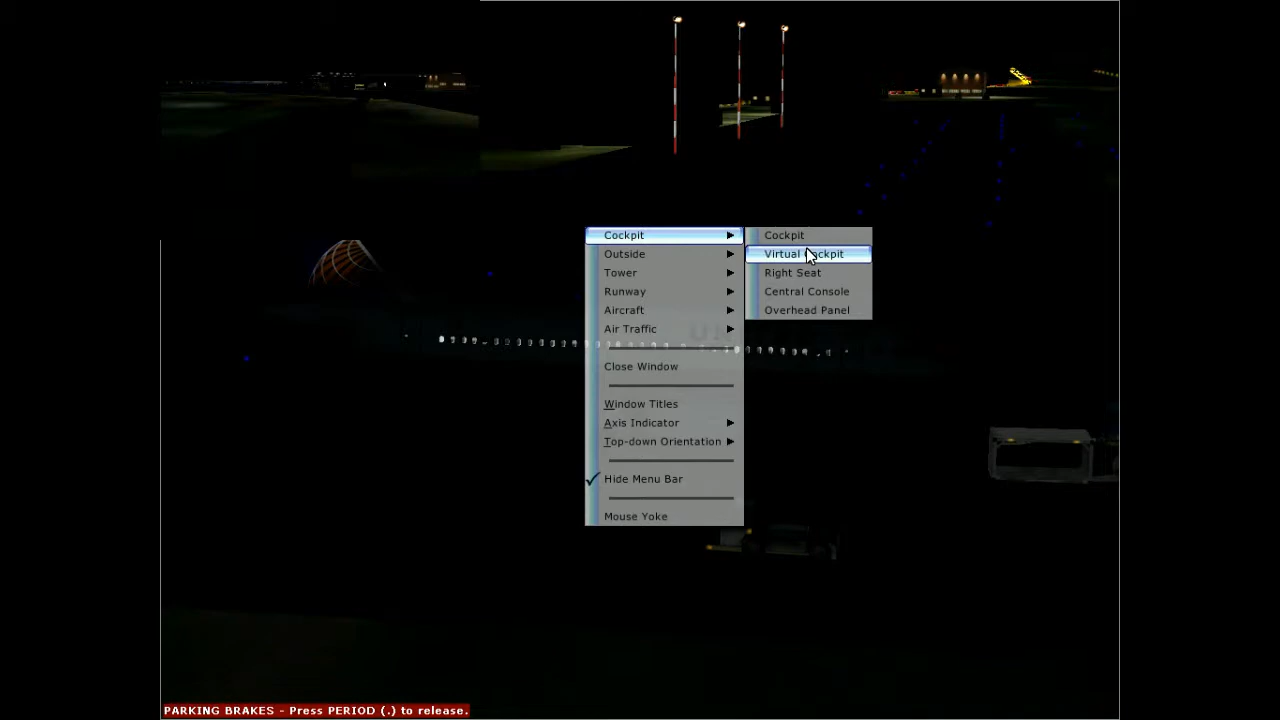 Cockpit
Outside
Tower
Runway
Aircraft
Air Traffic
Close Window
Window Titles
Axis Indicator
Top-down Orientation
Hide Menu Bar
Mouse Yoke
Cockpit
Virtual
Right Seat
Central Console
Overhead Panel
UN
PARKING BRAKES - Press PERIOD (.) to release.